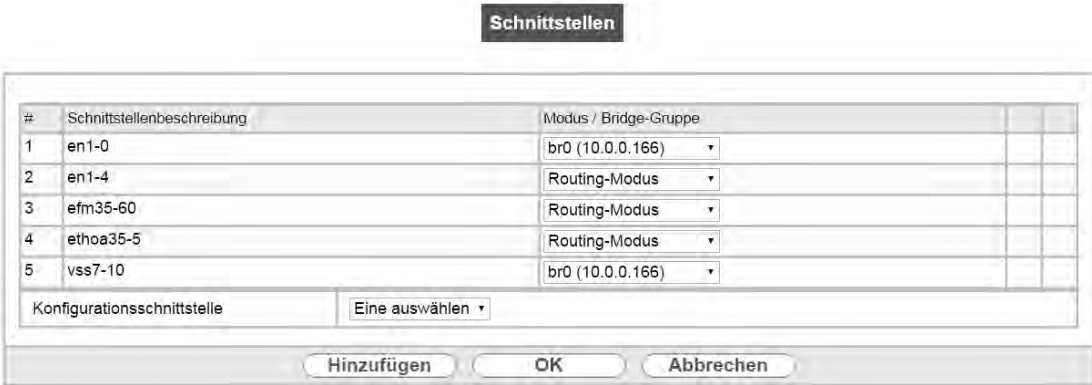 Schnittstellen
# Schnittstellenbeschreibung Modus / Bridge-Gruppe
1 en1-0 br0 (10.0.0.166)
2 en1-4 Routing-Modus
3 efm35-60 Routing-Modus
4 ethoa35-5 Routing-Modus
5 vss7-10 br0 (10.0.0.166)
Konfigurationsschnittstelle Eine auswählen
Hinzufügen OK Abbrechen